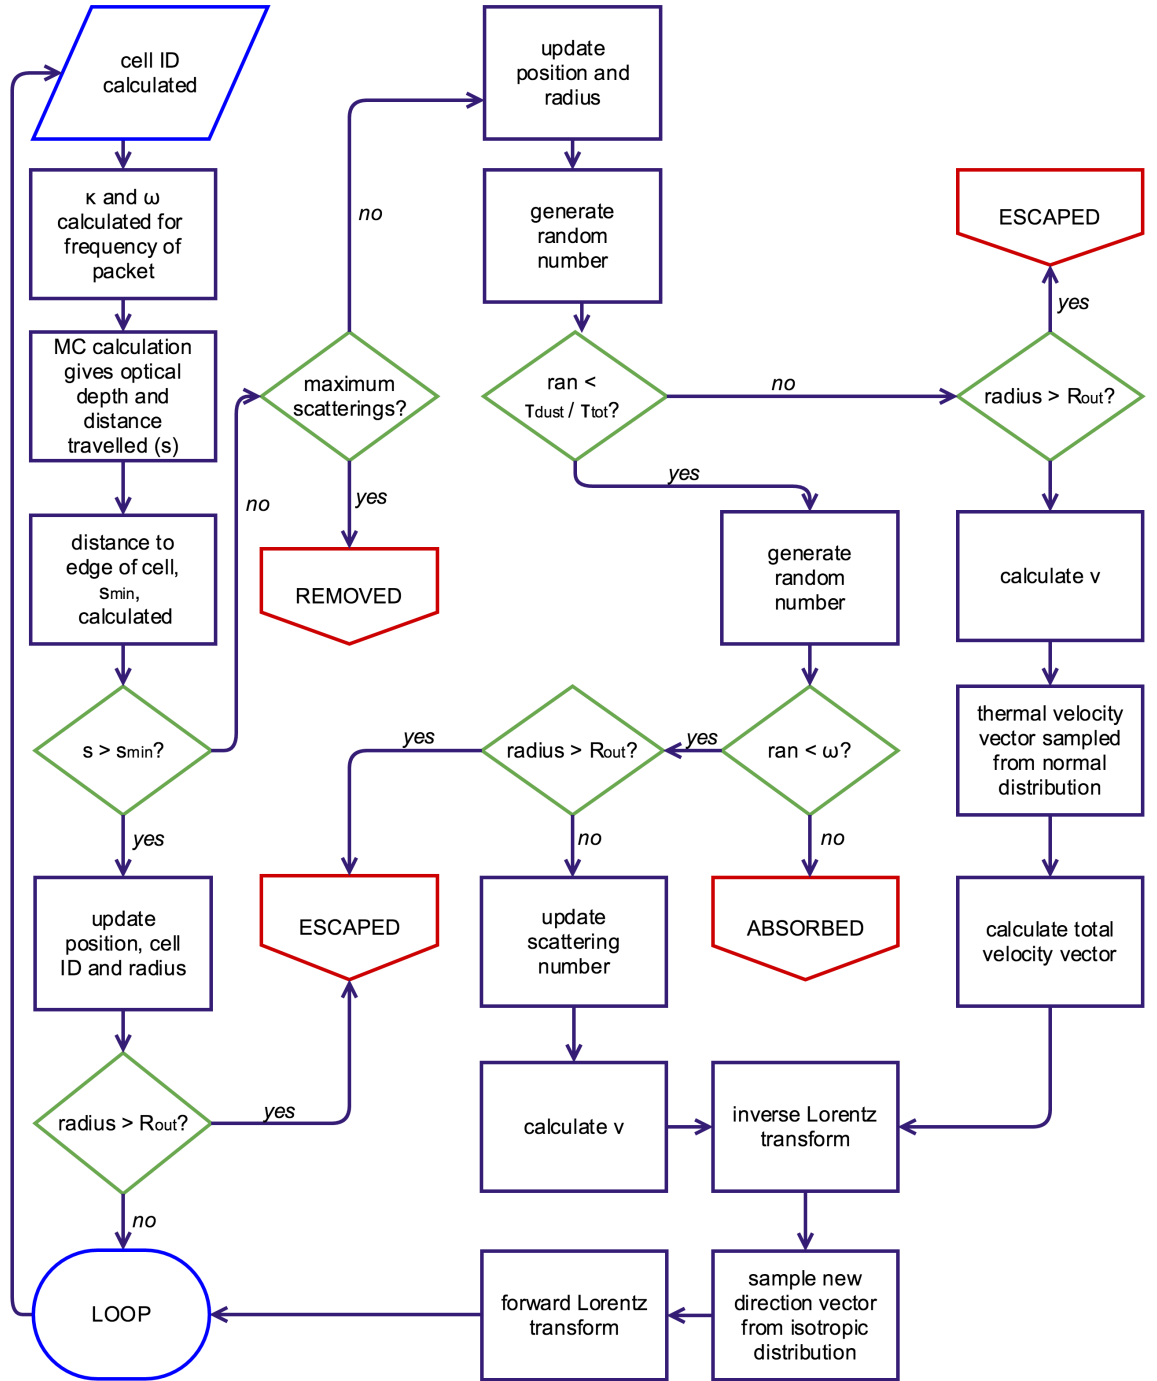 cell ID
calculated
κ and ω
calculated for
frequency of
packet
MC calculation
gives optical
depth and
distance
travelled (s)
distance to
edge of cell,
smin,
calculated
s > smin?
no
yes
update
position, cell
ID and radius
radius > Rout?
yes
no
LOOP
maximum
scatterings?
no
yes
REMOVED
update
position and
radius
generate
random
number
ran <
τdust / τtot?
no
yes
radius > Rout?
yes
ESCAPED
calculate v
thermal velocity
vector sampled
from normal
distribution
calculate total
velocity vector
generate
random
number
ran < ω?
yes
no
ABSORBED
radius > Rout?
yes
no
ESCAPED
update
scattering
number
calculate v
inverse Lorentz
transform
sample new
direction vector
from isotropic
distribution
forward Lorentz
transform